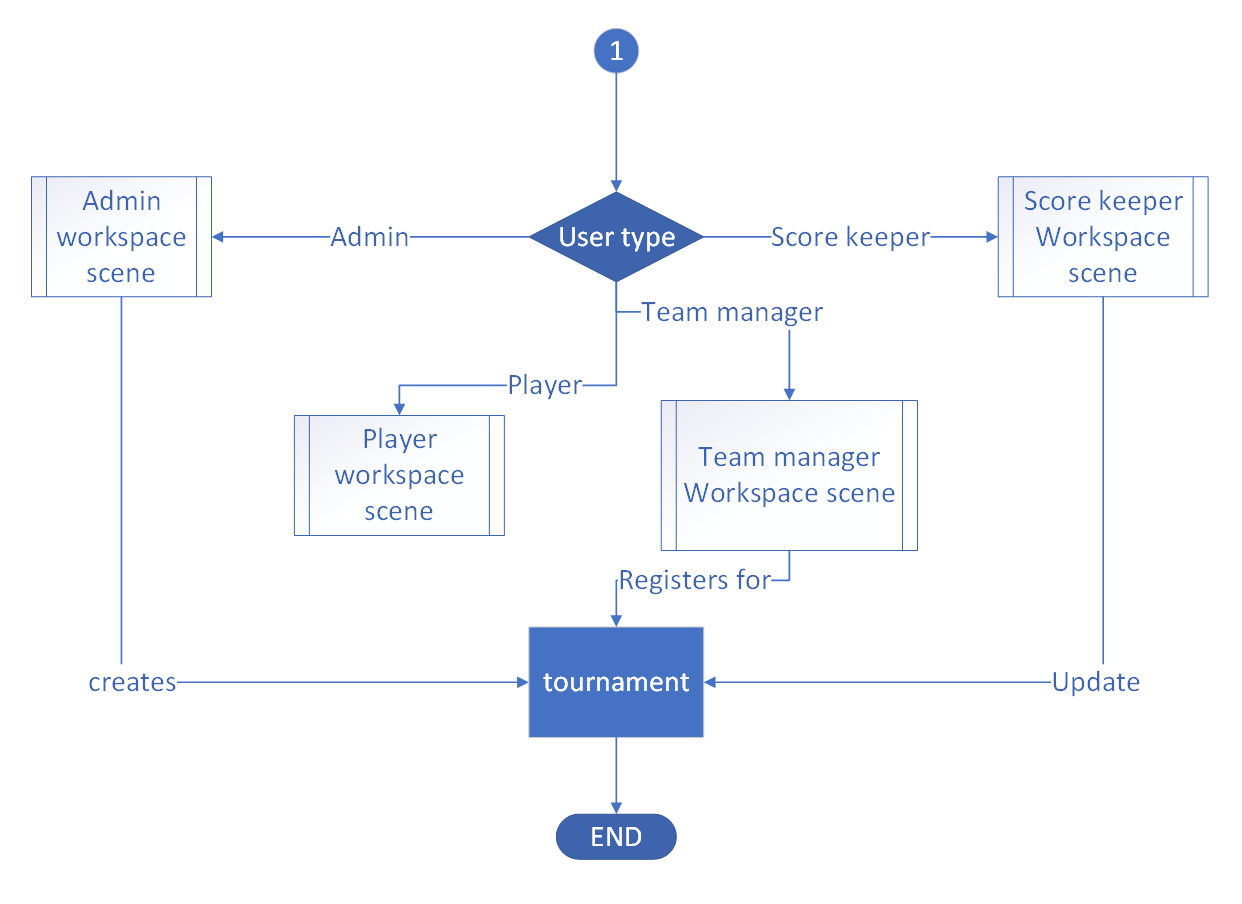 1
Admin
workspace
scene
Admin
User type
Score keeper
Score keeper
Workspace
scene
Team manager
Player
Player
workspace
scene
Team manager
Workspace scene
Registers for
creates
tournament
Update
END